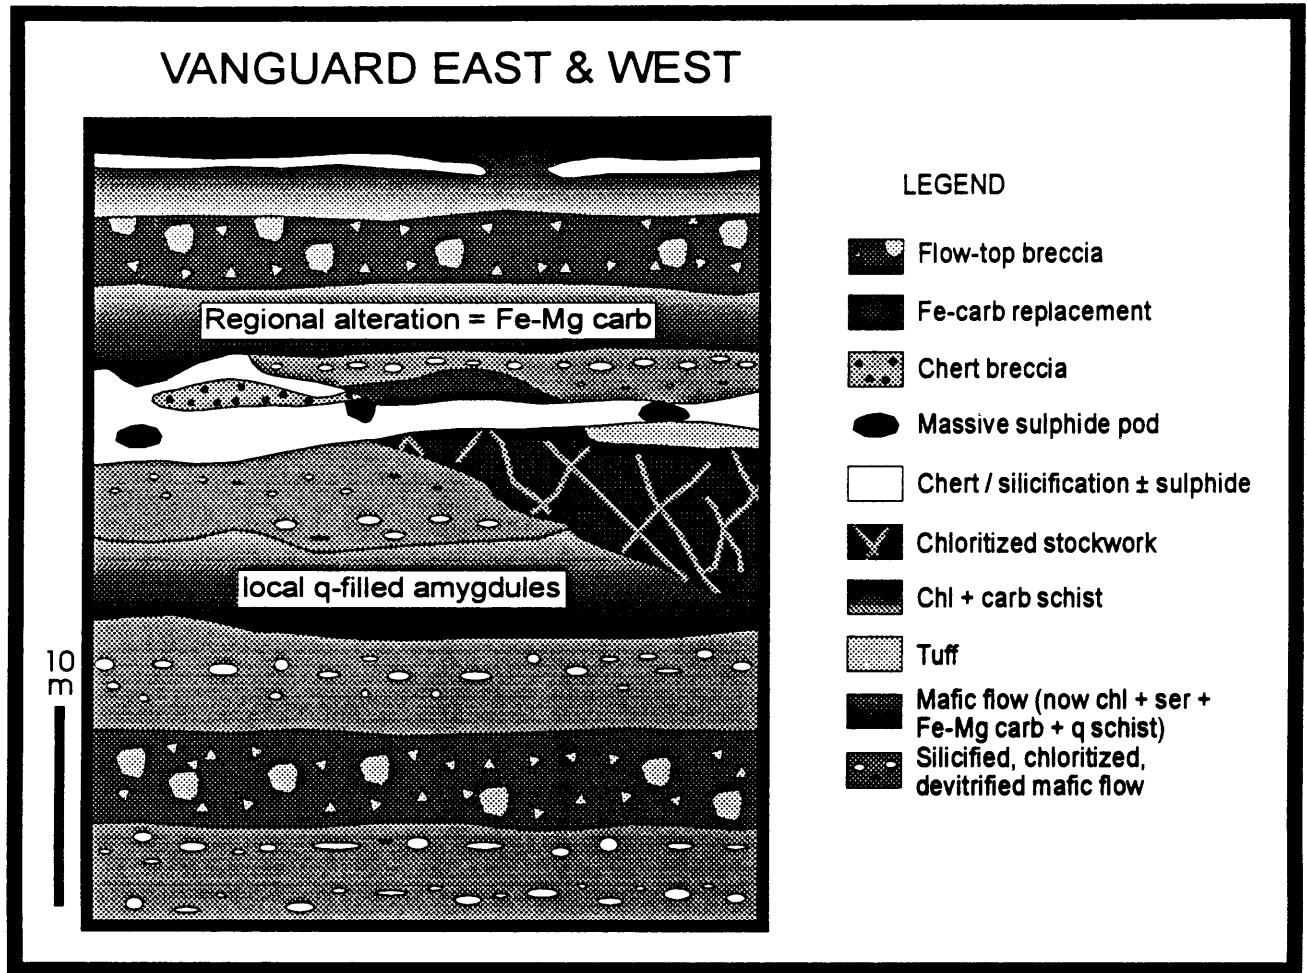 VANGUARD EAST & WEST
LEGEND
Flow-top breccia
Regional alteration = Fe-Mg carb
Fe-carb replacement
Chert breccia
Massive sulphide pod
Chert / silicification ± sulphide
Chloritized stockwork
local q-filled amygdules
Chl + carb schist
Tuff
10
m
Mafic flow (now chl + ser +
Fe-Mg carb + q schist)
Silicified, chloritized,
devitrified mafic flow